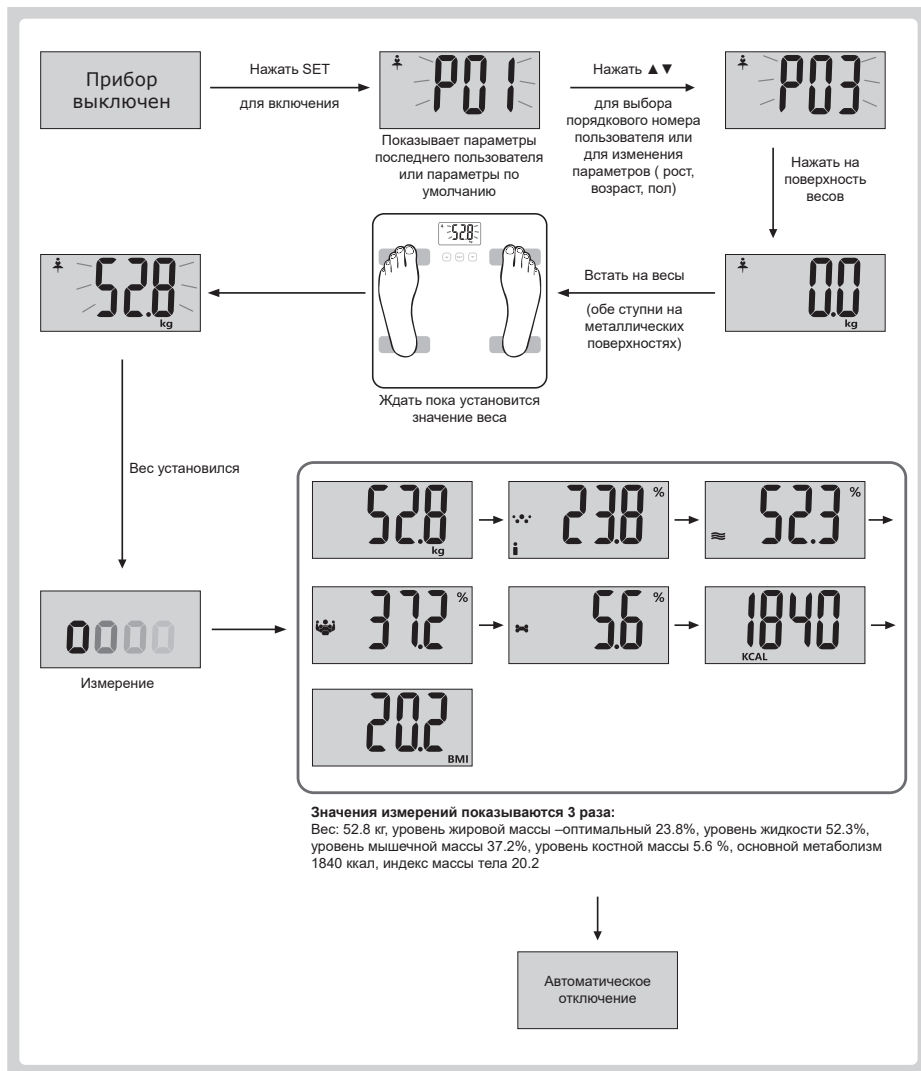 Прибор
выключен
Нажать SET
для включения
P01
Показывает параметры
последнего пользователя
или параметры по
умолчанию
Нажать ▲▼
для выбора
порядкового номера
пользователя или
для изменения
параметров ( рост,
возраст, пол)
P03
Нажать на
поверхность
весов
0.0
kg
Встать на весы
(обе ступни на
металлических
поверхностях)
52.8
kg
Ждать пока установится
значение веса
52.8
kg
Вес установился
Измерение
52.8
kg
23.8 %
52.3 %
37.2 %
5.6 %
1840
KCAL
20.2
BMI
Значения измерений показываются 3 раза:
Вес: 52.8 кг, уровень жировой массы –оптимальный 23.8%, уровень жидкости 52.3%,
уровень мышечной массы 37.2%, уровень костной массы 5.6 %, основной метаболизм
1840 ккал, индекс массы тела 20.2
Автоматическое
отключение